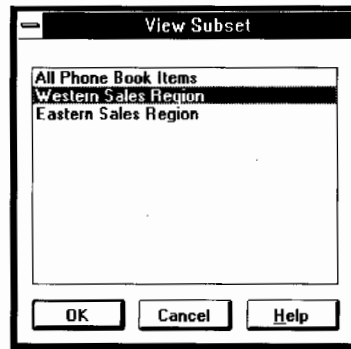 View Subset
All Phone Book Items
Western Sales Region
Eastern Sales Region
OK Cancel Help